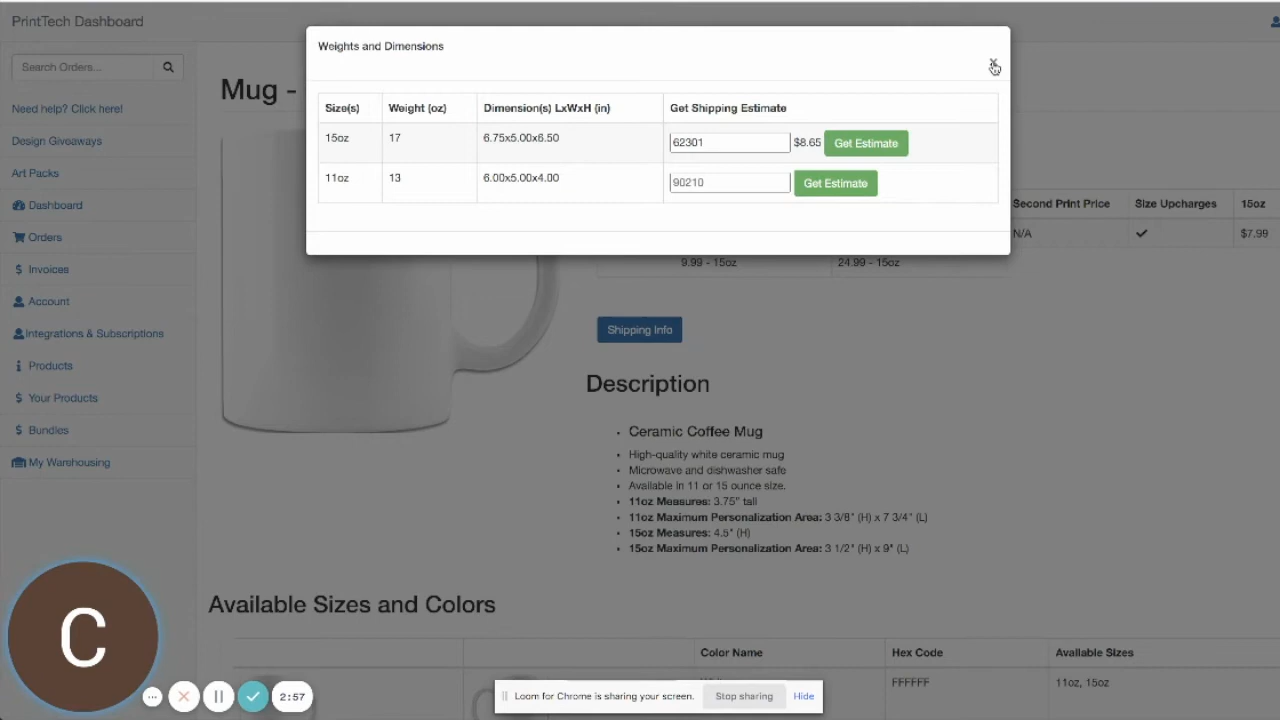 PrintTech Dashboard
Search Orders...
Need help? Click here!
Design Giveaways
Art Packs
Dashboard
Orders
Invoices
Account
Integrations & Subscriptions
Products
Your Products
Bundles
My Warehousing
Mug -
Weights and Dimensions
Size(s) Weight (oz) Dimension(s) LxWxH (in) Get Shipping Estimate
15oz 17 6.75x5.00x6.50 62301 $8.65 Get Estimate
11oz 13 6.00x5.00x4.00 90210 Get Estimate
Second Print Price Size Upcharges 15oz
N/A $7.99
9.99 - 15oz 24.99 - 15oz
Shipping Info
Description
Ceramic Coffee Mug
High-quality white ceramic mug
Microwave and dishwasher safe
Available in 11 or 15 ounce size.
11oz Measures: 3.75" tall
11oz Maximum Personalization Area: 3 3/8" (H) x 7 3/4" (L)
15oz Measures: 4.5" (H)
15oz Maximum Personalization Area: 3 1/2" (H) x 9" (L)
Available Sizes and Colors
Color Name Hex Code Available Sizes
FFFFFF 11oz, 15oz
C
2:57
Loom for Chrome is sharing your screen. Stop sharing Hide